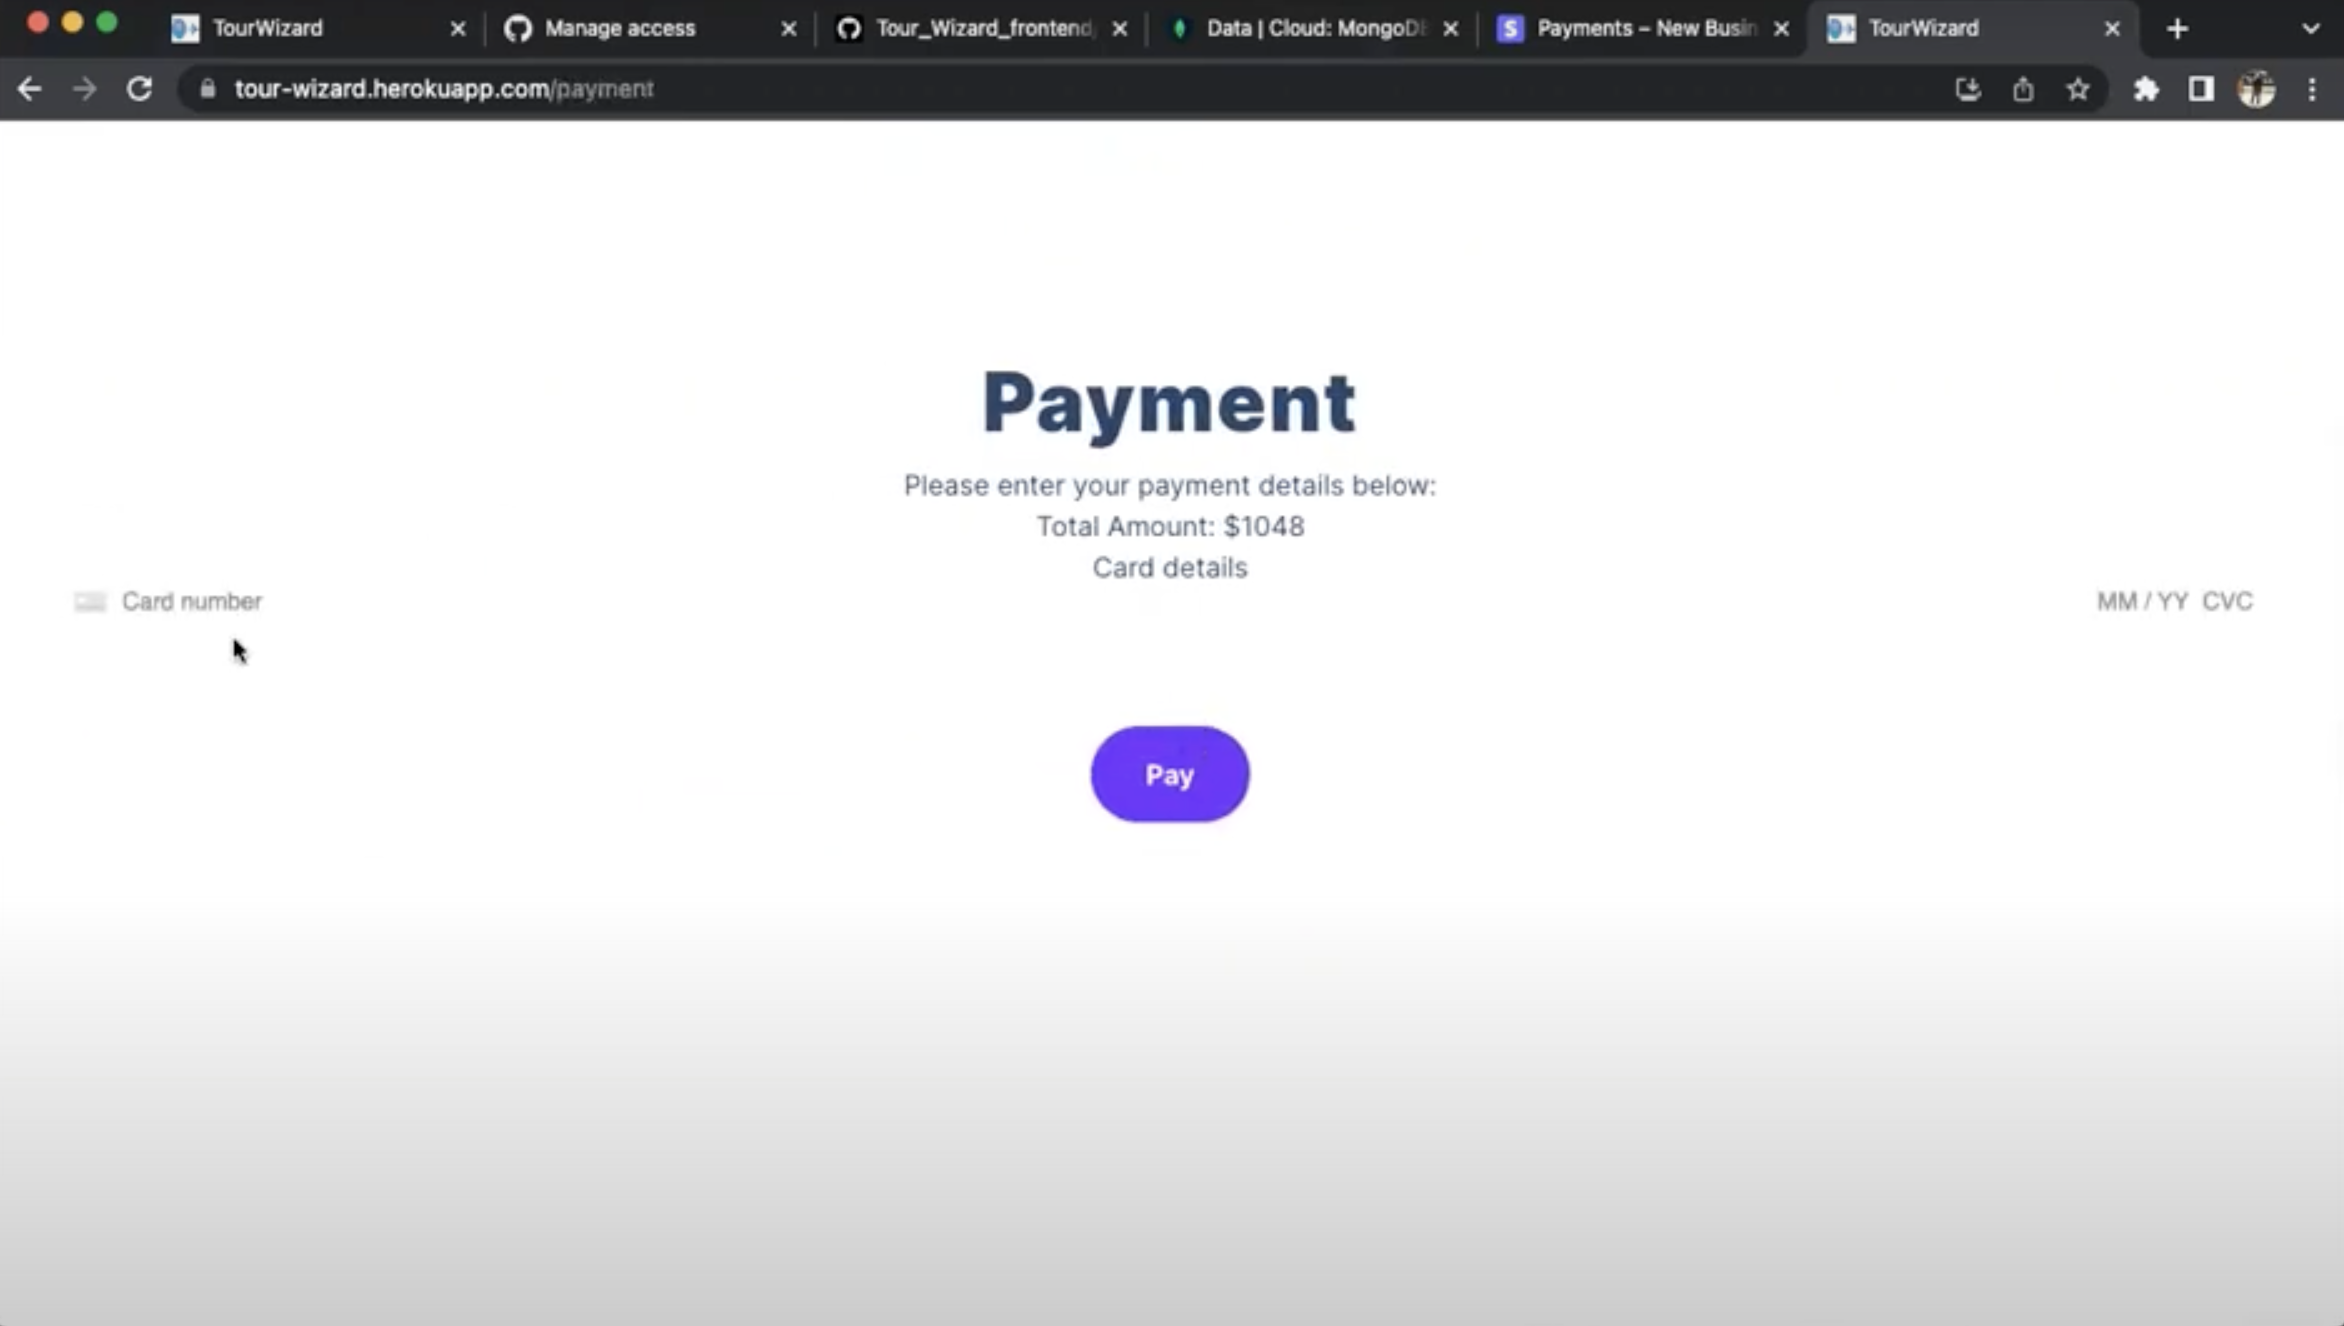 TourWizard
Manage access
Tour_Wizard_frontend
Data | Cloud: MongoDB
Payments – New Busin
TourWizard
tour-wizard.herokuapp.com/payment
Payment
Please enter your payment details below:
Total Amount: $1048
Card details
Card number
MM / YY CVC
Pay